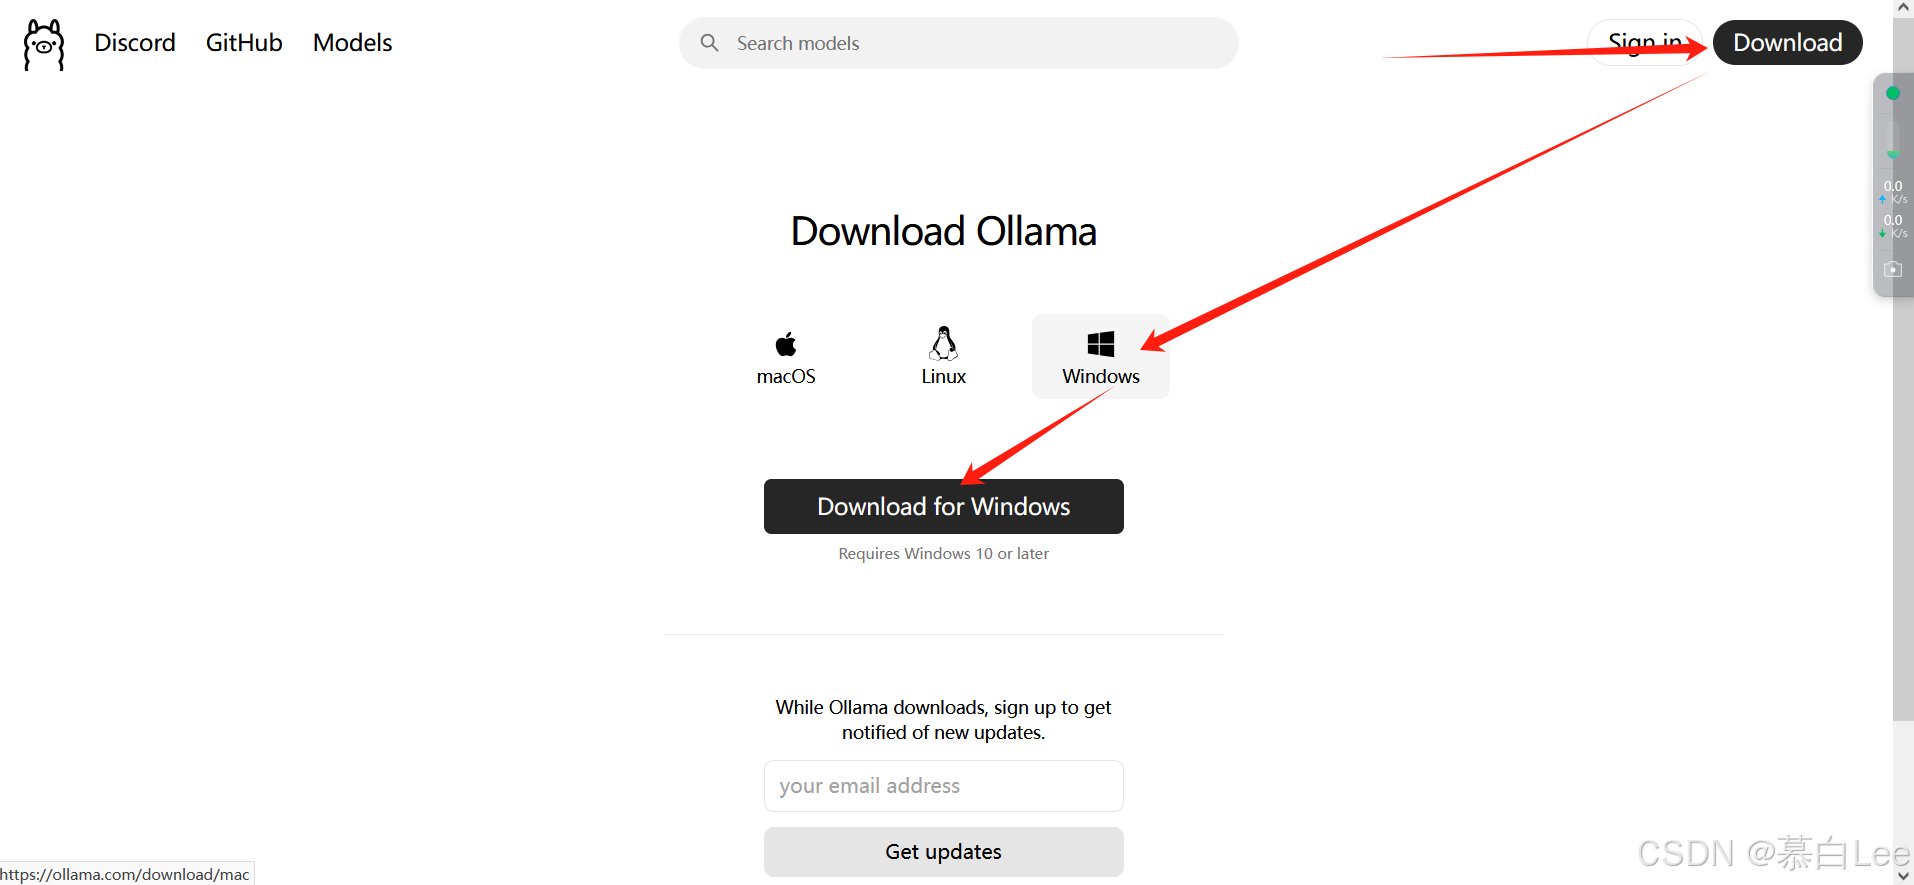 Discord GitHub Models Search models Sign in Download
0.0
K/s
0.0
K/s
Download Ollama
macOS Linux Windows
Download for Windows
Requires Windows 10 or later
While Ollama downloads, sign up to get
notified of new updates.
your email address
Get updates
https://ollama.com/download/mac
CSDN @慕白Lee